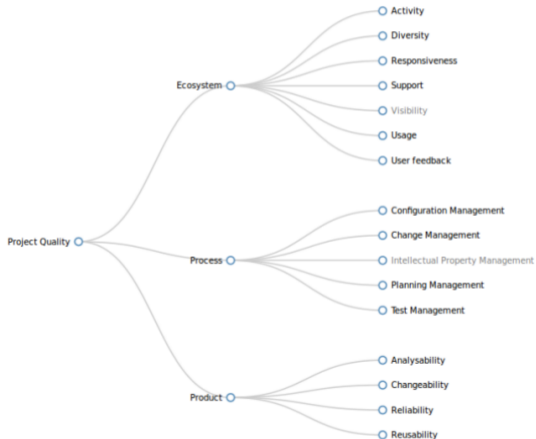 Project Quality
Ecosystem
Activity
Diversity
Responsiveness
Support
Visibility
Usage
User feedback
Process
Configuration Management
Change Management
Intellectual Property Management
Planning Management
Test Management
Product
Analysability
Changeability
Reliability
Reusability